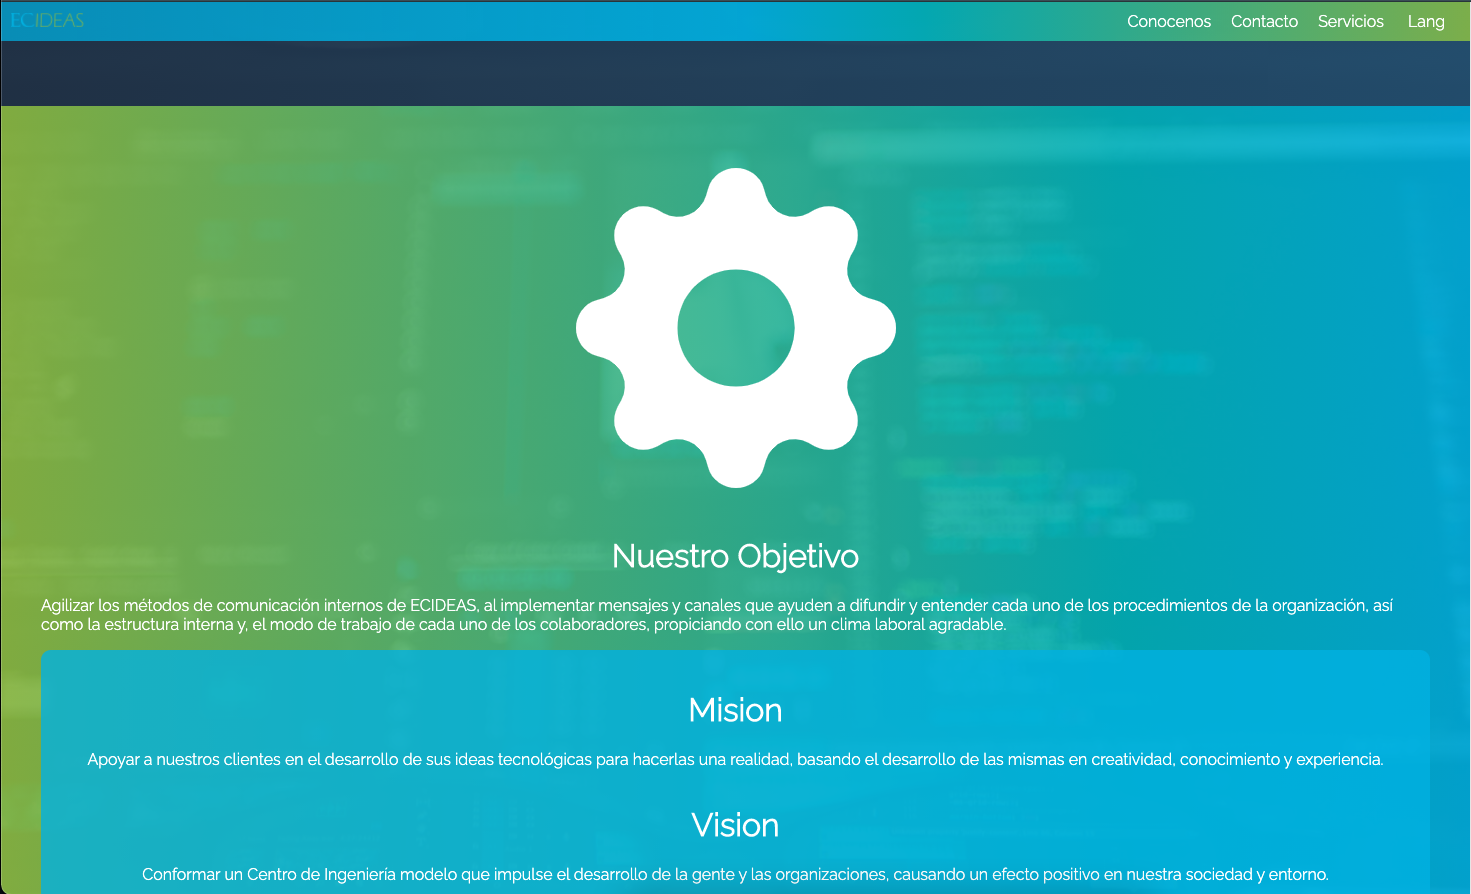 ECIDEAS
Conocenos Contacto Servicios Lang
Nuestro Objetivo
Agilizar los métodos de comunicación internos de ECIDEAS, al implementar mensajes y canales que ayuden a difundir y entender cada uno de los procedimientos de la organización, así
como la estructura interna y, el modo de trabajo de cada uno de los colaboradores, propiciando con ello un clima laboral agradable.
Mision
Apoyar a nuestros clientes en el desarrollo de sus ideas tecnológicas para hacerlas una realidad, basando el desarrollo de las mismas en creatividad, conocimiento y experiencia.
Vision
Conformar un Centro de Ingeniería modelo que impulse el desarrollo de la gente y las organizaciones, causando un efecto positivo en nuestra sociedad y entorno.